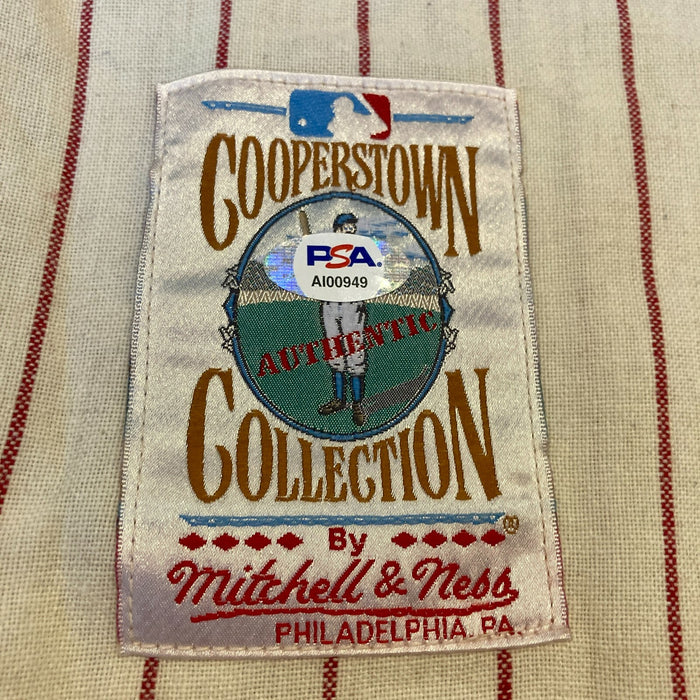 COOPERSTOWN
PSA
AI00949
AUTHENTIC
COLLECTION
®
By
Mitchell & Ness
PHILADELPHIA. PA.